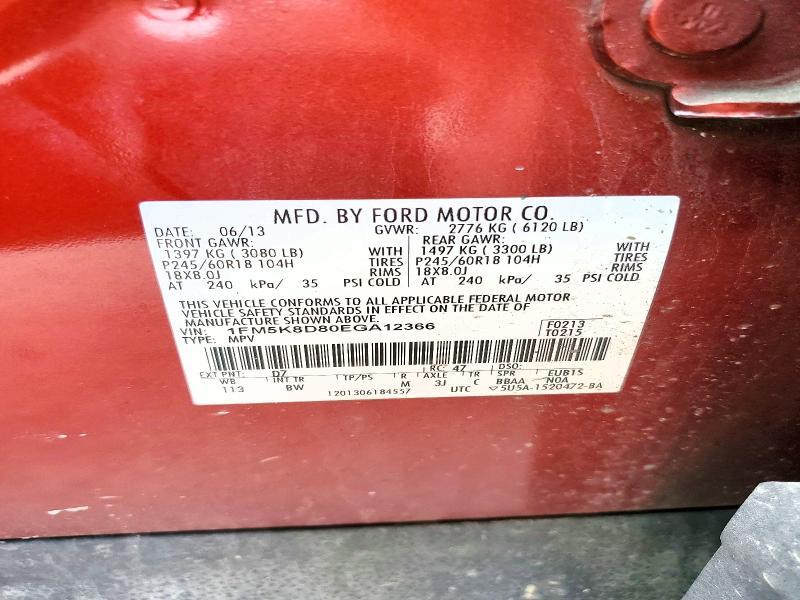 MFD. BY FORD MOTOR CO.
DATE: 06/13 GVWR: 2776 KG ( 6120 LB)
FRONT GAWR: REAR GAWR:
1397 KG ( 3080 LB) WITH 1497 KG ( 3300 LB) WITH
P245/60R18 104H TIRES P245/60R18 104H TIRES
18X8.0J RIMS 18X8.0J RIMS
AT 240 kPa/ 35 PSI COLD AT 240 kPa/ 35 PSI COLD
THIS VEHICLE CONFORMS TO ALL APPLICABLE FEDERAL MOTOR
VEHICLE SAFETY STANDARDS IN EFFECT ON THE DATE OF
MANUFACTURE SHOWN ABOVE.
VIN: 1FM5K8D80EGA12366 F0213
TYPE: MPV T0215
EXT PNT: D7 RC: 47 DSO:
WB INT TR TP/PS R AXLE TR SPR EUB1S
113 BW M 3J C BBAA N0A
1201306184557 UTC 5U5A-1520472-BA